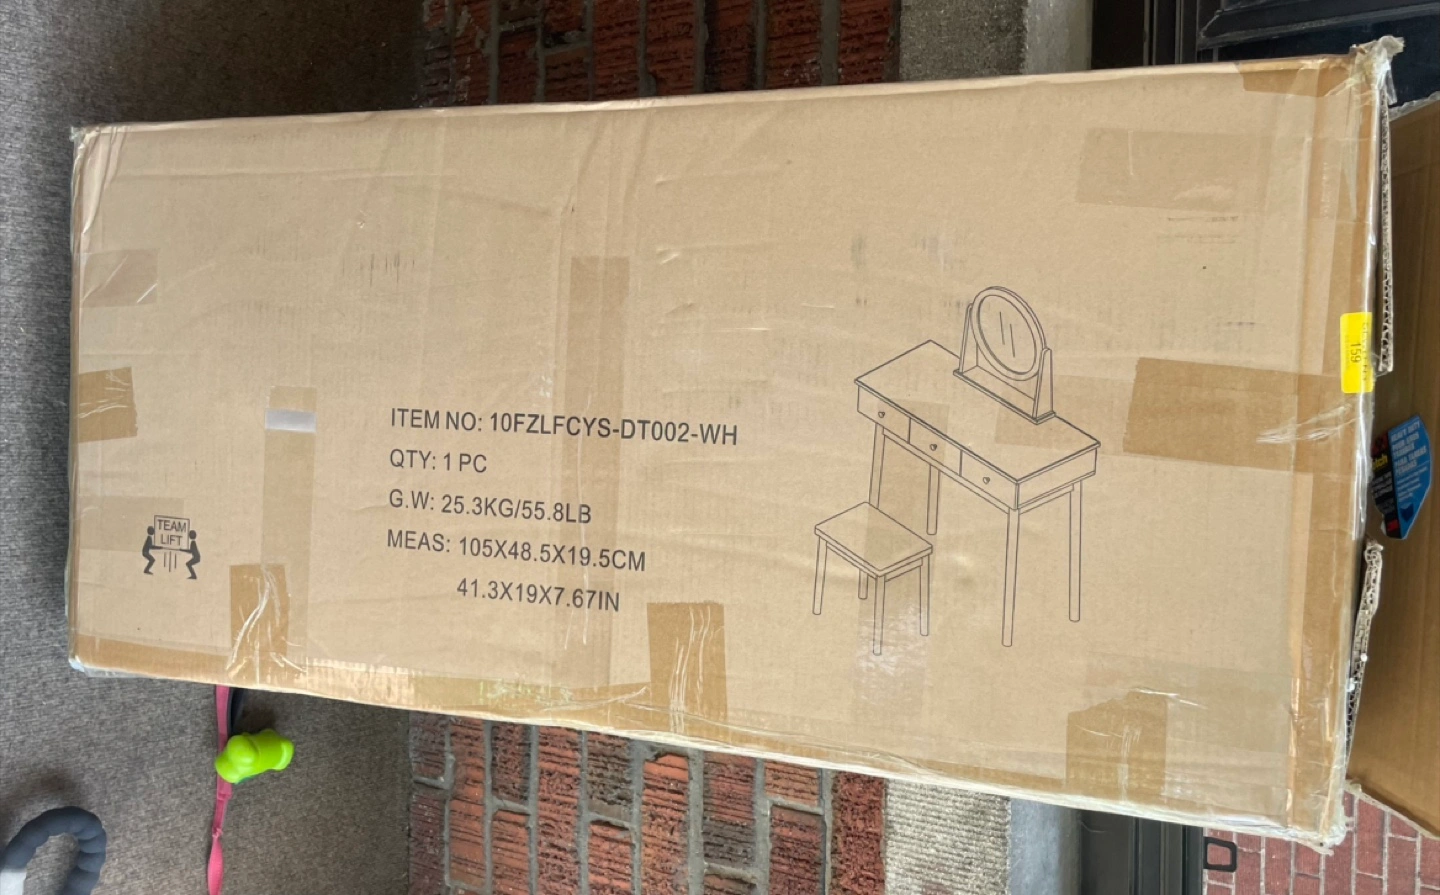 ITEM NO: 10FZLFCYS-DT002-WH
QTY: 1 PC
G.W: 25.3KG/55.8LB
MEAS: 105X48.5X19.5CM
41.3X19X7.67IN
TEAM
LIFT
159
3M